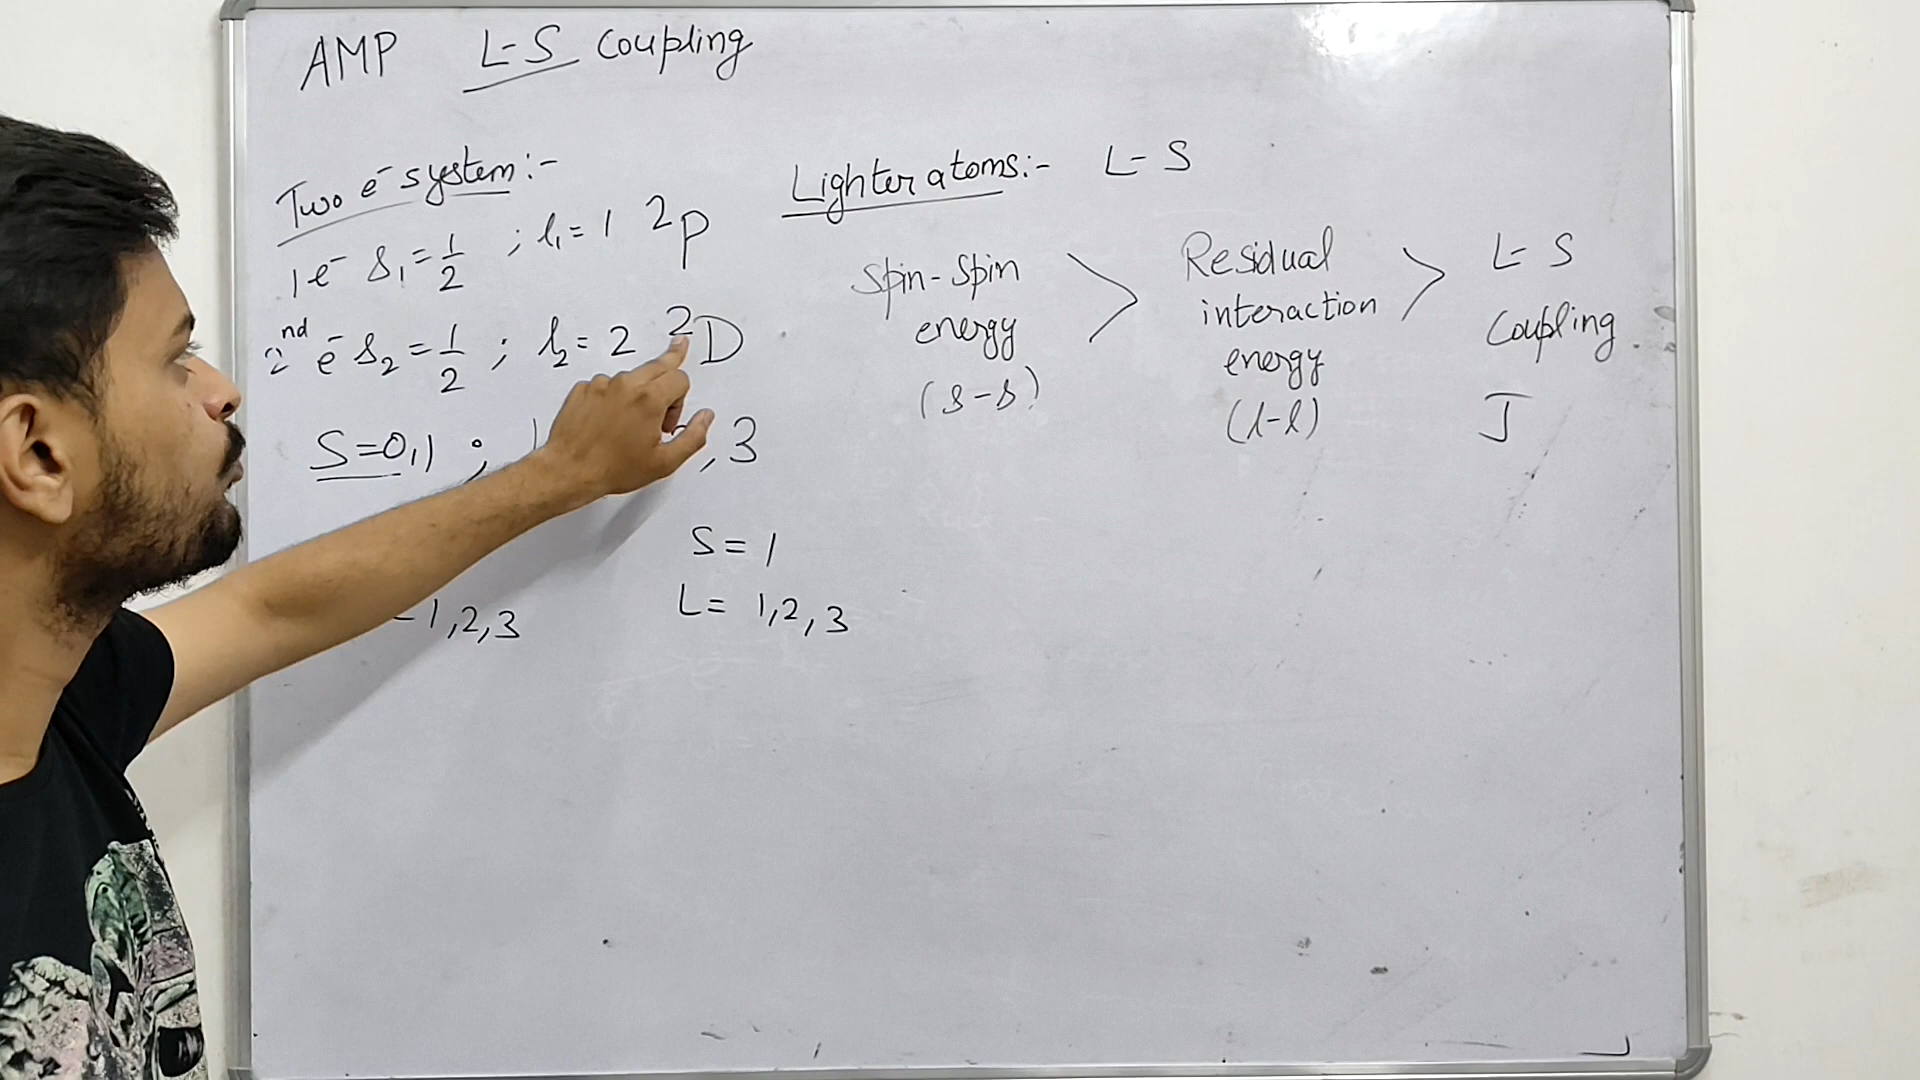 AMP L-S Coupling
Two e⁻ system:-
1 e⁻ s₁ = 1/2 ; l₁ = 1 ²p
2nd e⁻ s₂ = 1/2 ; l₂ = 2 ²D
S = 0,1 ; , 3
S = 1
L = 1,2,3
-1,2,3
Lighter atoms:- L-S
Spin-Spin energy (s-s) > Residual interaction energy (l-l) > L-S Coupling J